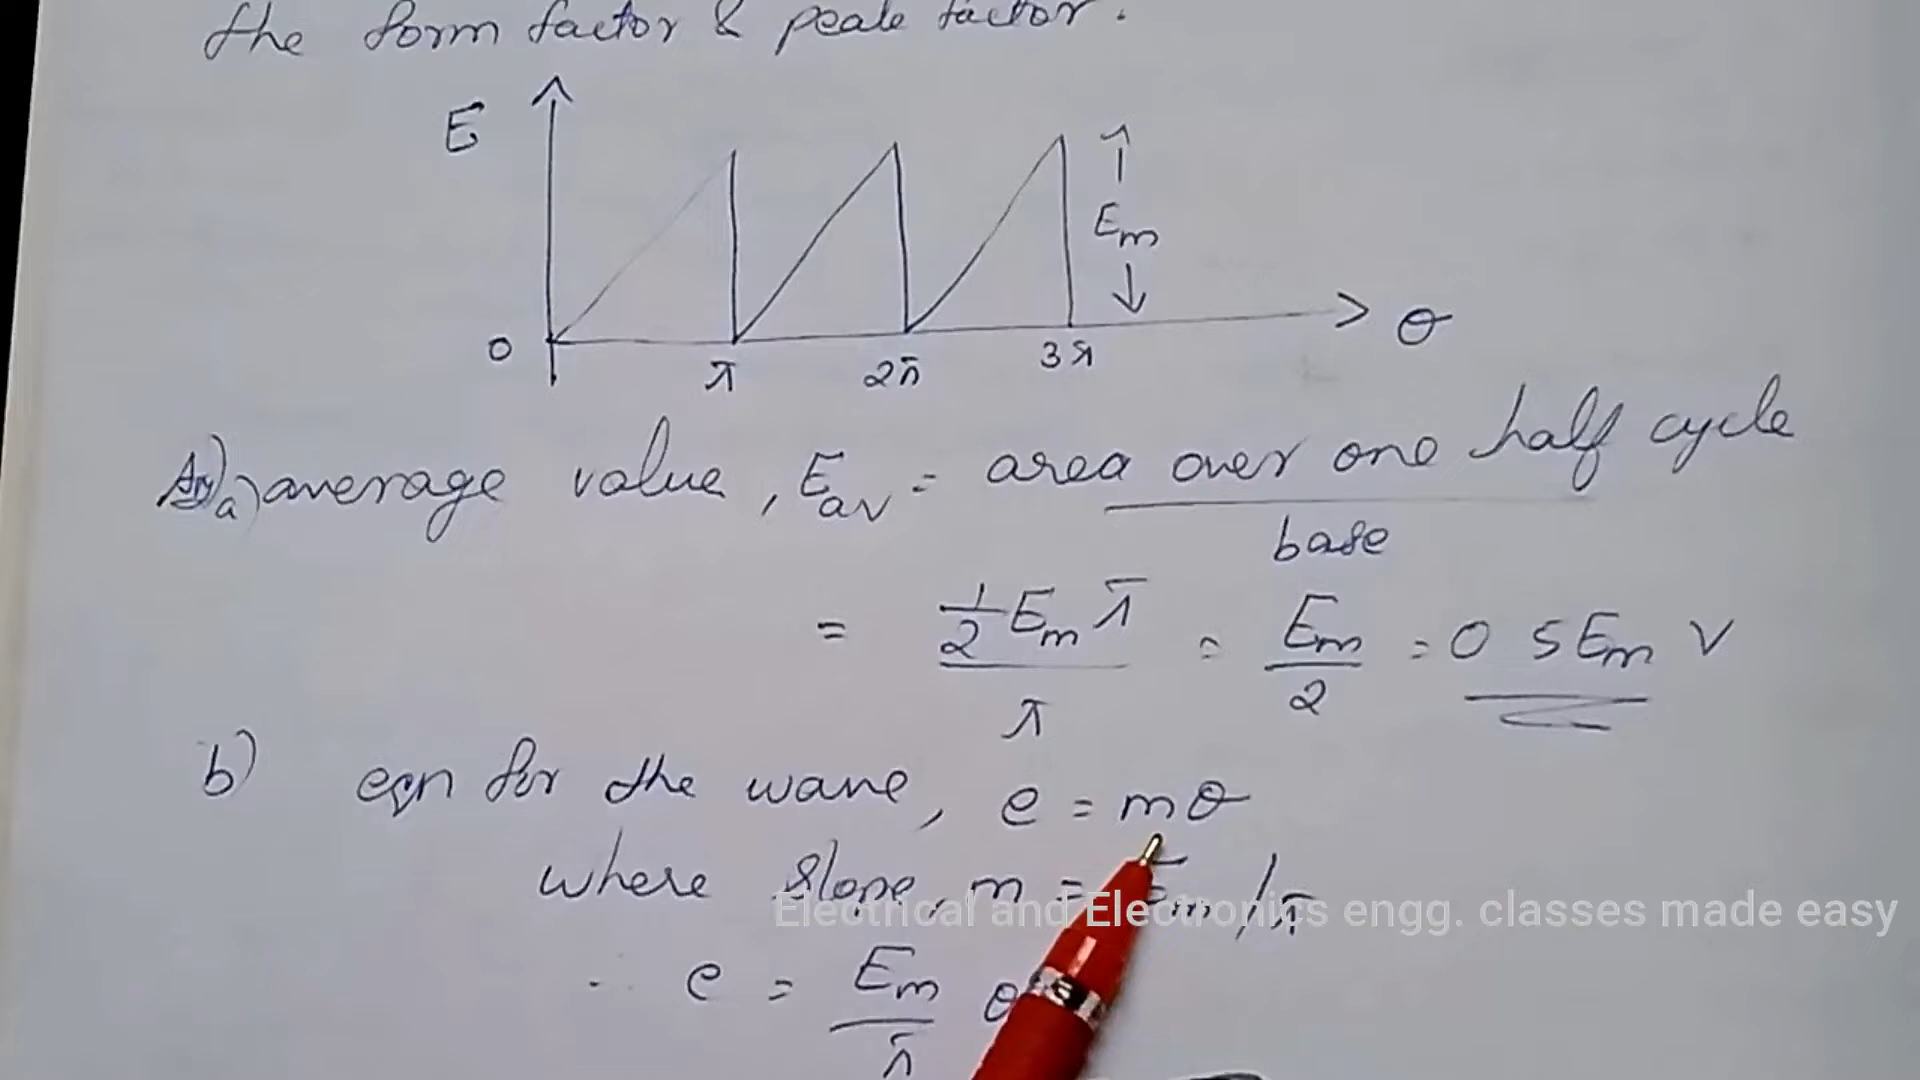 the form factor & peak factor.
E
Em
0
π 2π 3π
θ
An) a) average value, Eav = area over one half cycle
base
= 1/2 Em π = Em = 0 5Em V
π 2
b) eqn for the wave, e = mθ
where slope, m = Em/π
∴ e = Em θ
π
Electrical and Electronics engg. classes made easy